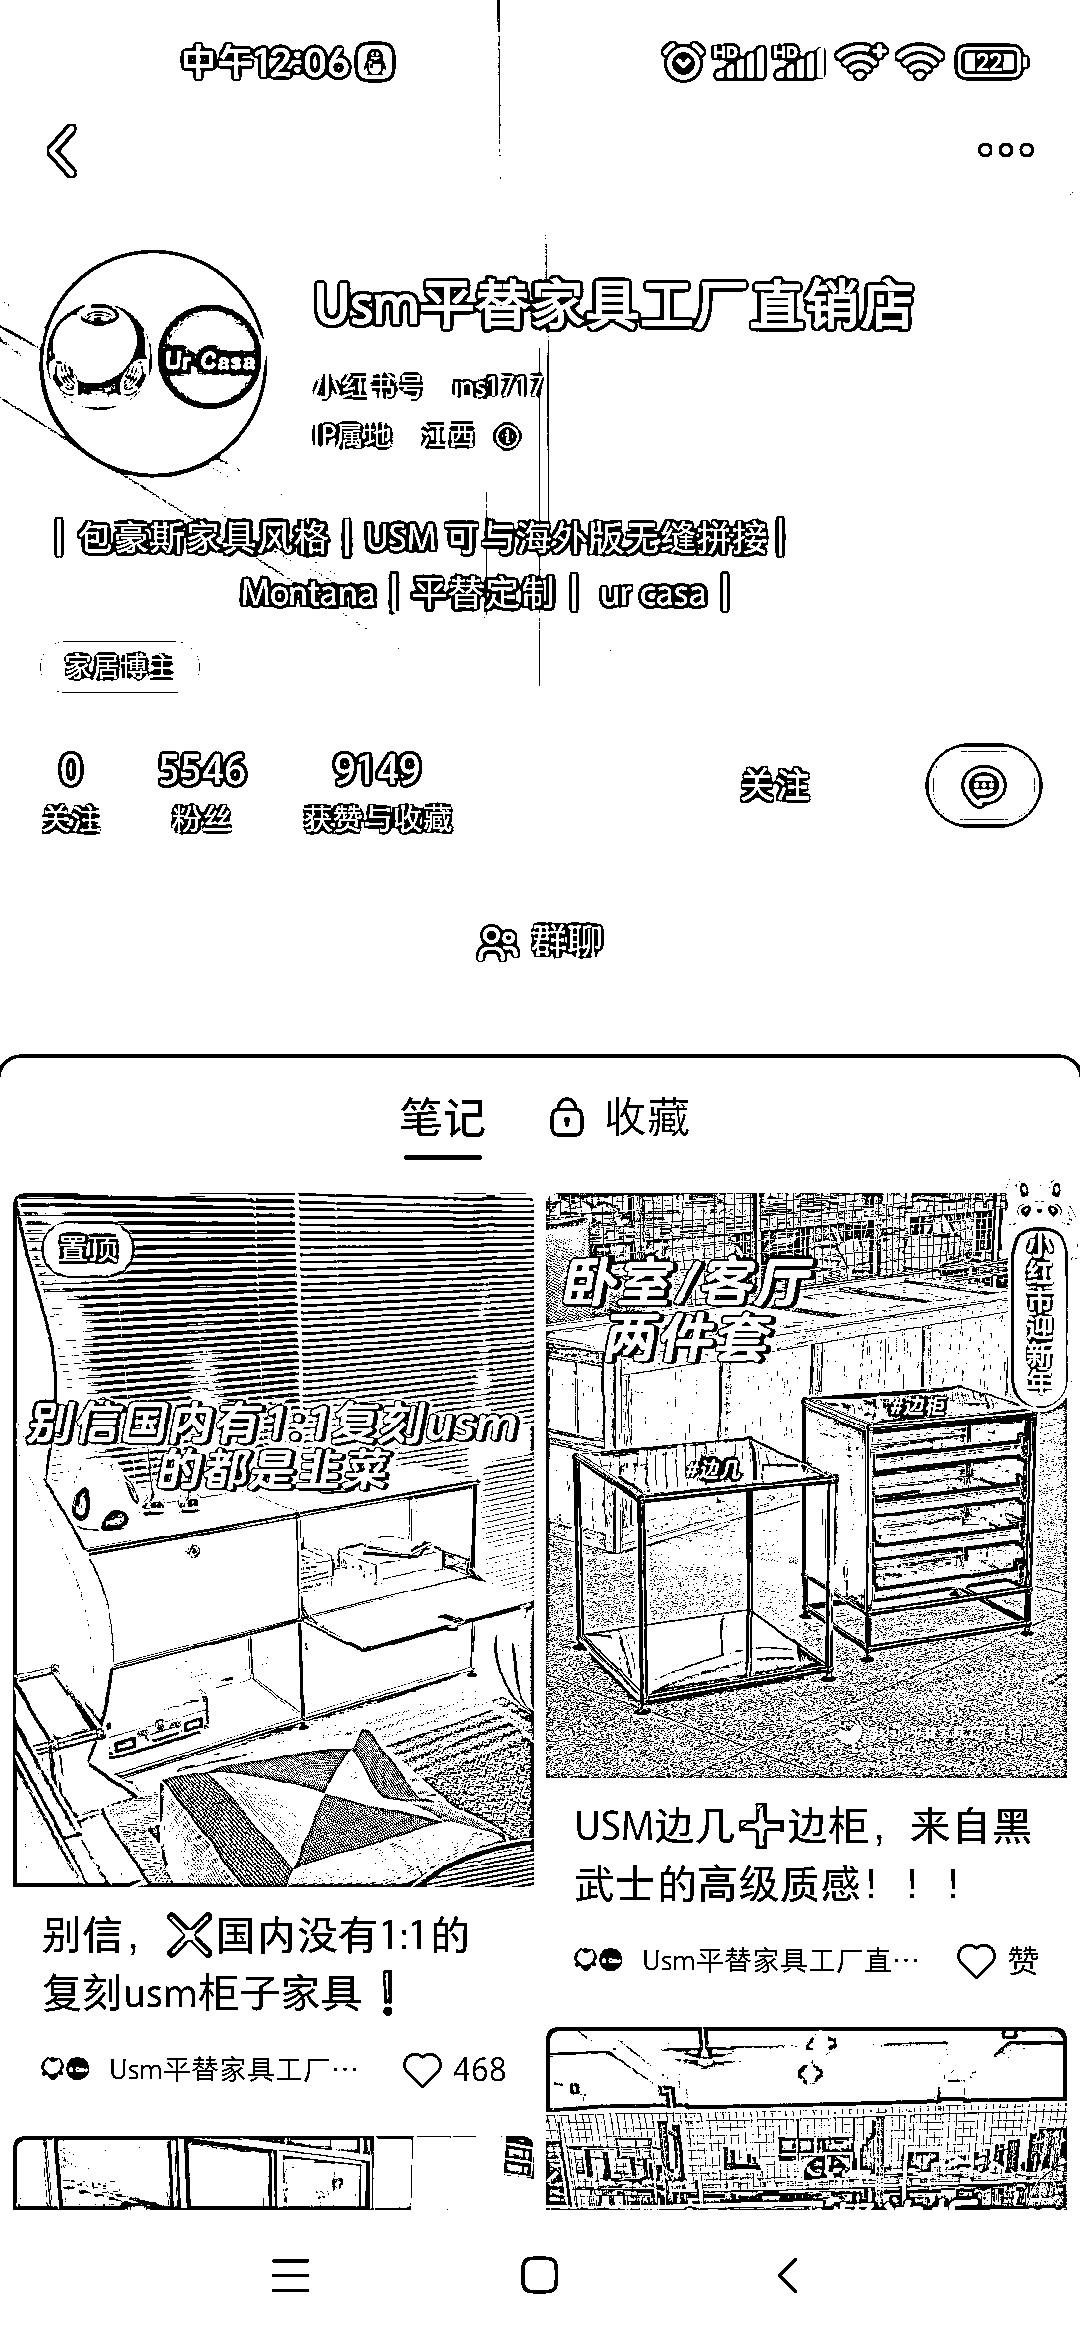 中午12:06
HD HD 22
Ur Casa
Usm平替家具工厂直销店
小红书号 ms1717
IP属地 江西
| 包豪斯家具风格 | USM 可与海外版无缝拼接|
Montana | 平替定制 | ur casa |
家居博主
0 5546 9149
关注 粉丝 获赞与收藏
关注
群聊
笔记 收藏
置顶
别信国内有1:1复刻usm
的都是韭菜
别信，❌国内没有1:1的
复刻usm柜子家具❗
Usm平替家具工厂… 468
卧室/客厅
两件套
#边柜
#边几
小红市迎新年
USM边几➕边柜，来自黑
武士的高级质感！！！
Usm平替家具工厂直… 赞